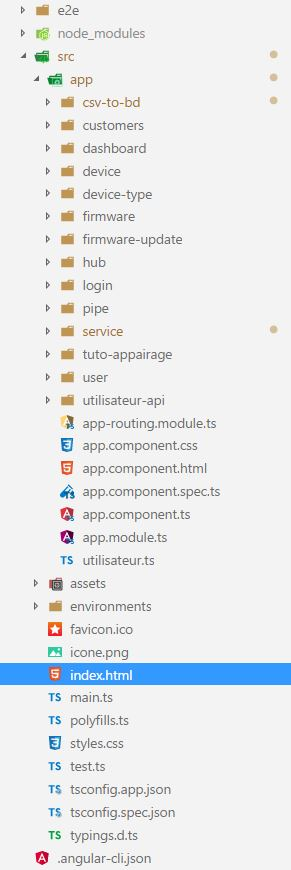 e2e
node_modules
src
app
csv-to-bd
customers
dashboard
device
device-type
firmware
firmware-update
hub
login
pipe
service
tuto-appairage
user
utilisateur-api
app-routing.module.ts
app.component.css
app.component.html
app.component.spec.ts
app.component.ts
app.module.ts
TS utilisateur.ts
assets
environments
favicon.ico
icone.png
index.html
TS main.ts
TS polyfills.ts
styles.css
TS test.ts
TS tsconfig.app.json
TS tsconfig.spec.json
TS typings.d.ts
.angular-cli.json